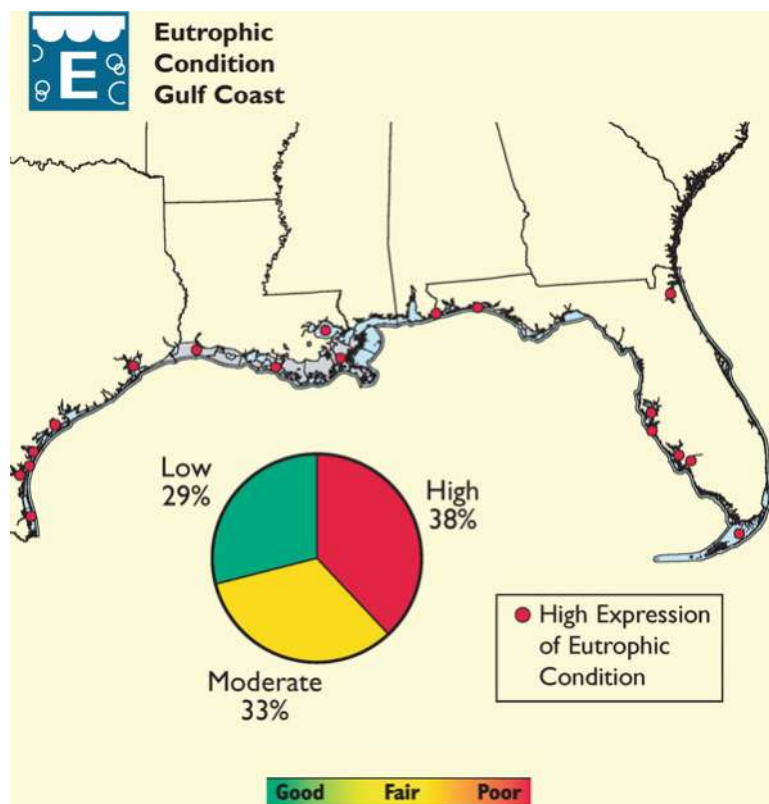 E
Eutrophic
Condition
Gulf Coast
Low
29%
High
38%
Moderate
33%
High Expression
of Eutrophic
Condition
Good Fair Poor